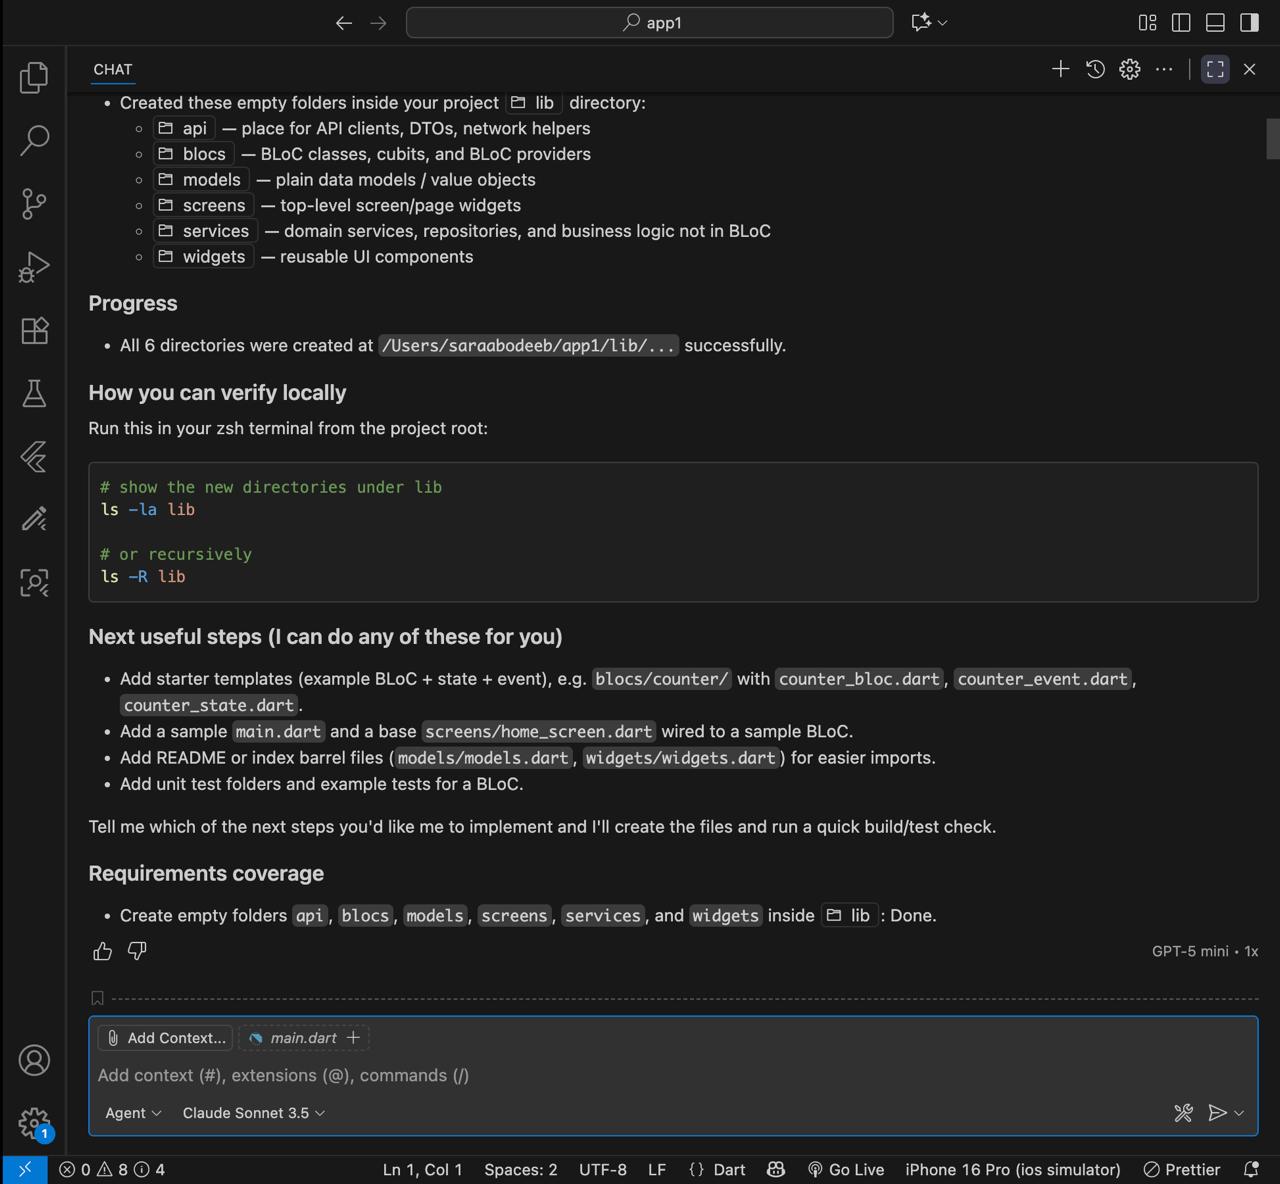 app1
CHAT
• Created these empty folders inside your project lib directory:
◦ api — place for API clients, DTOs, network helpers
◦ blocs — BLoC classes, cubits, and BLoC providers
◦ models — plain data models / value objects
◦ screens — top-level screen/page widgets
◦ services — domain services, repositories, and business logic not in BLoC
◦ widgets — reusable UI components
Progress
• All 6 directories were created at /Users/saraabodeeb/app1/lib/... successfully.
How you can verify locally
Run this in your zsh terminal from the project root:
# show the new directories under lib
ls -la lib
# or recursively
ls -R lib
Next useful steps (I can do any of these for you)
• Add starter templates (example BLoC + state + event), e.g. blocs/counter/ with counter_bloc.dart, counter_event.dart,
counter_state.dart.
• Add a sample main.dart and a base screens/home_screen.dart wired to a sample BLoC.
• Add README or index barrel files (models/models.dart, widgets/widgets.dart) for easier imports.
• Add unit test folders and example tests for a BLoC.
Tell me which of the next steps you'd like me to implement and I'll create the files and run a quick build/test check.
Requirements coverage
• Create empty folders api, blocs, models, screens, services, and widgets inside lib : Done.
GPT-5 mini • 1x
Add Context... main.dart +
Add context (#), extensions (@), commands (/)
Agent Claude Sonnet 3.5
1
0 8 4 Ln 1, Col 1 Spaces: 2 UTF-8 LF {} Dart Go Live iPhone 16 Pro (ios simulator) Prettier